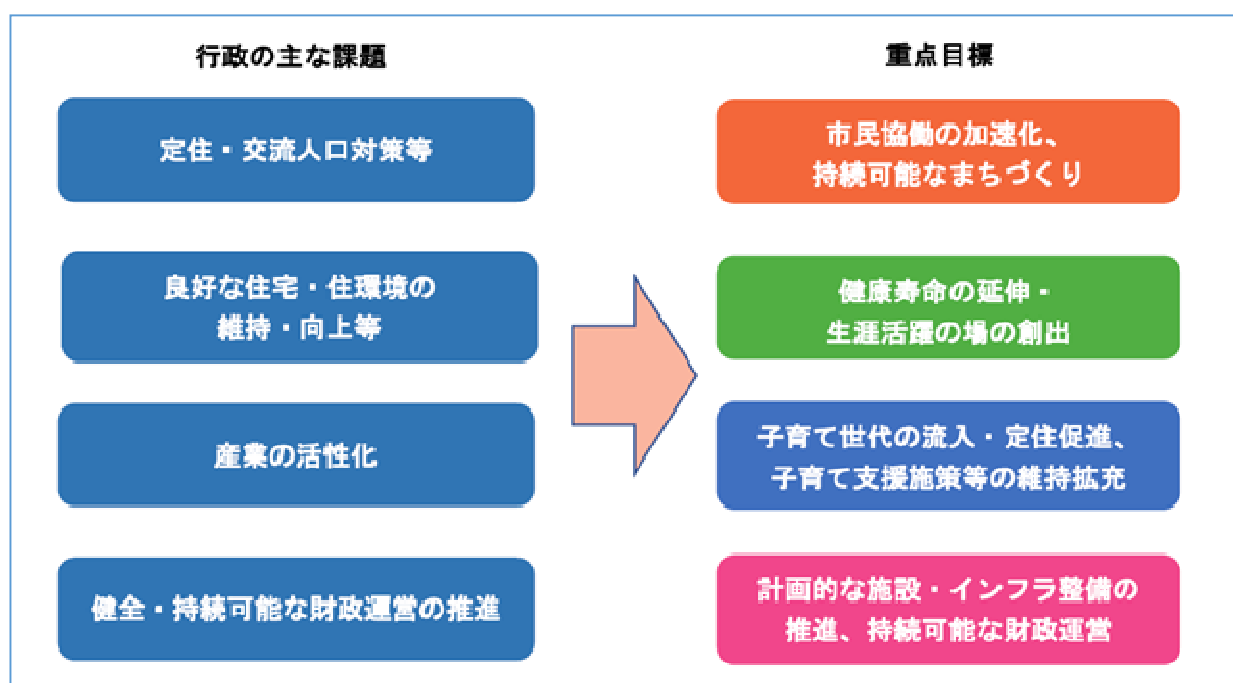 行政の主な課題
定住・交流人口対策等
良好な住宅・住環境の
維持・向上等
産業の活性化
健全・持続可能な財政運営の推進
重点目標
市民協働の加速化、
持続可能なまちづくり
健康寿命の延伸・
生涯活躍の場の創出
子育て世代の流入・定住促進、
子育て支援施策等の維持拡充
計画的な施設・インフラ整備の
推進、持続可能な財政運営